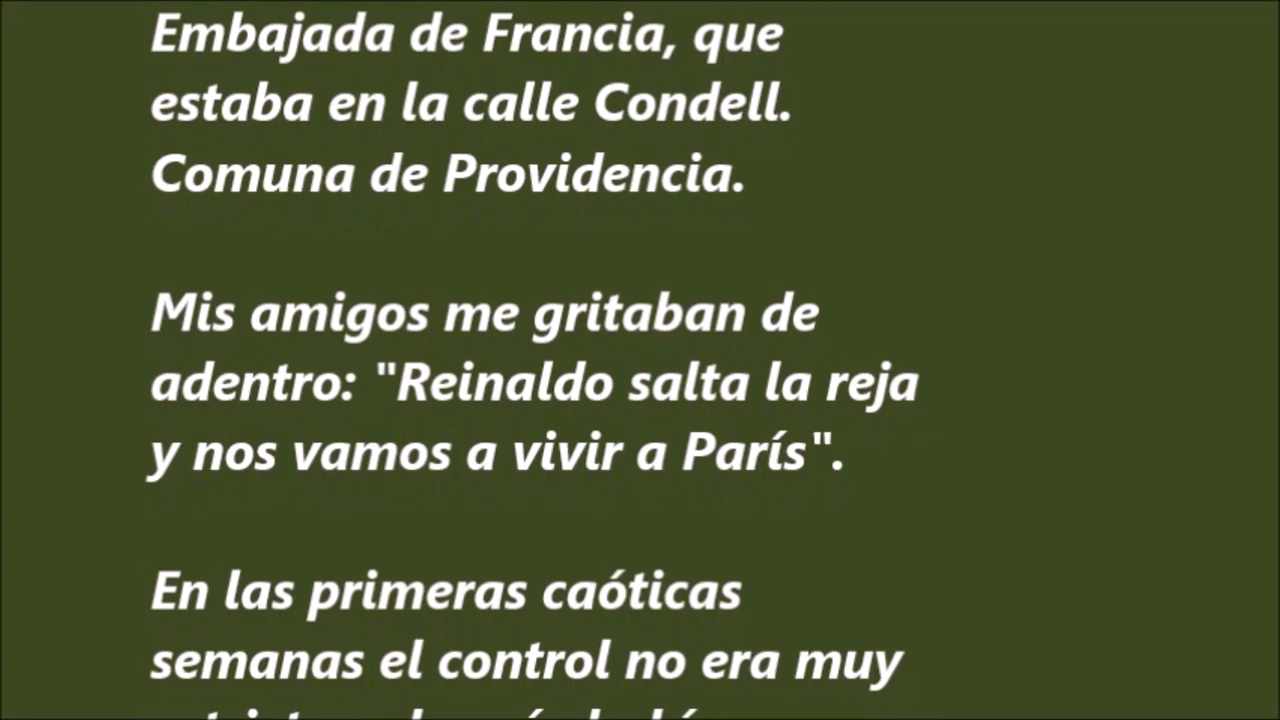 Embajada de Francia, que
estaba en la calle Condell.
Comuna de Providencia.
Mis amigos me gritaban de
adentro: "Reinaldo salta la reja
y nos vamos a vivir a París".
En las primeras caóticas
semanas el control no era muy